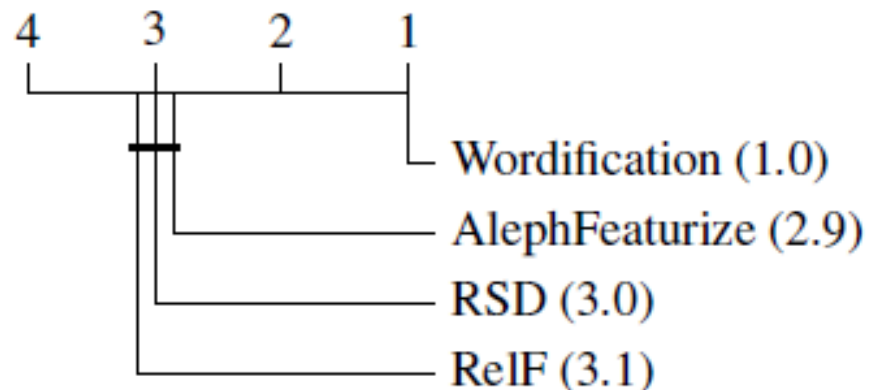 4 3 2 1
Wordification (1.0)
AlephFeaturize (2.9)
RSD (3.0)
RelF (3.1)